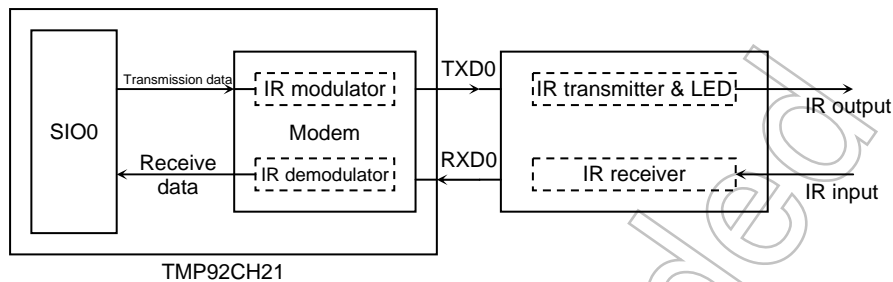 Transmission data
IR modulator
TXD0
IR transmitter & LED
IR output
SIO0
Modem
Receive
data
IR demodulator
RXD0
IR receiver
IR input
TMP92CH21